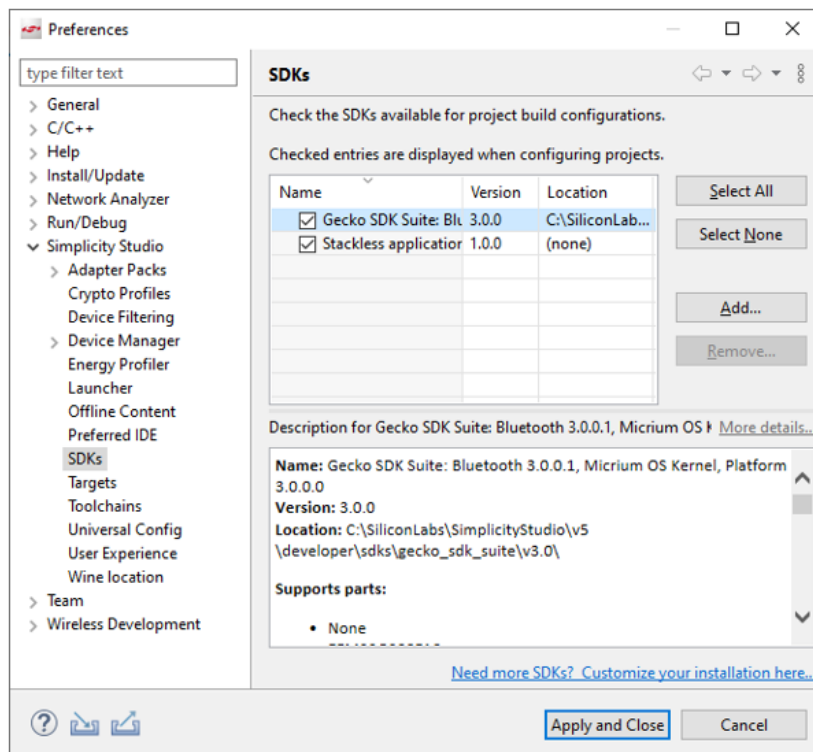 Preferences
type filter text
General
C/C++
Help
Install/Update
Network Analyzer
Run/Debug
Simplicity Studio
Adapter Packs
Crypto Profiles
Device Filtering
Device Manager
Energy Profiler
Launcher
Offline Content
Preferred IDE
SDKs
Targets
Toolchains
Universal Config
User Experience
Wine location
Team
Wireless Development
SDKs
Check the SDKs available for project build configurations.
Checked entries are displayed when configuring projects.
Name Version Location
Gecko SDK Suite: Blu 3.0.0 C:\SiliconLab...
Stackless application 1.0.0 (none)
Select All
Select None
Add...
Remove...
Description for Gecko SDK Suite: Bluetooth 3.0.0.1, Micrium OS K More details...
Name: Gecko SDK Suite: Bluetooth 3.0.0.1, Micrium OS Kernel, Platform
3.0.0.0
Version: 3.0.0
Location: C:\SiliconLabs\SimplicityStudio\v5
\developer\sdks\gecko_sdk_suite\v3.0\
Supports parts:
• None
Need more SDKs? Customize your installation here...
Apply and Close
Cancel